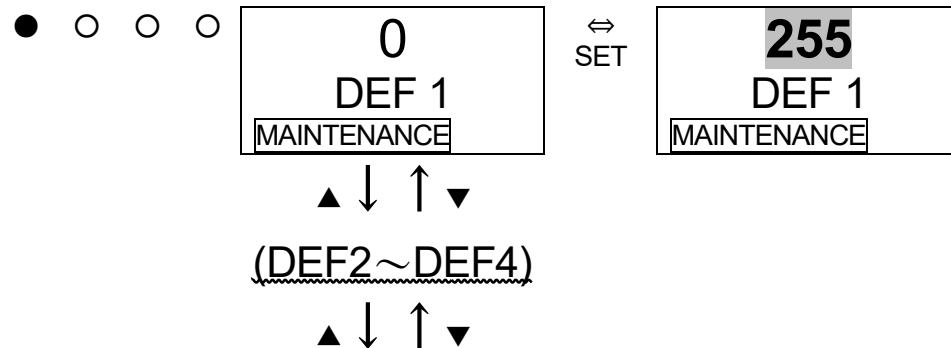 ● ○ ○ ○
0
DEF 1
MAINTENANCE
⇔
SET
255
DEF 1
MAINTENANCE
▲ ↓ ↑ ▼
(DEF2～DEF4)
▲ ↓ ↑ ▼